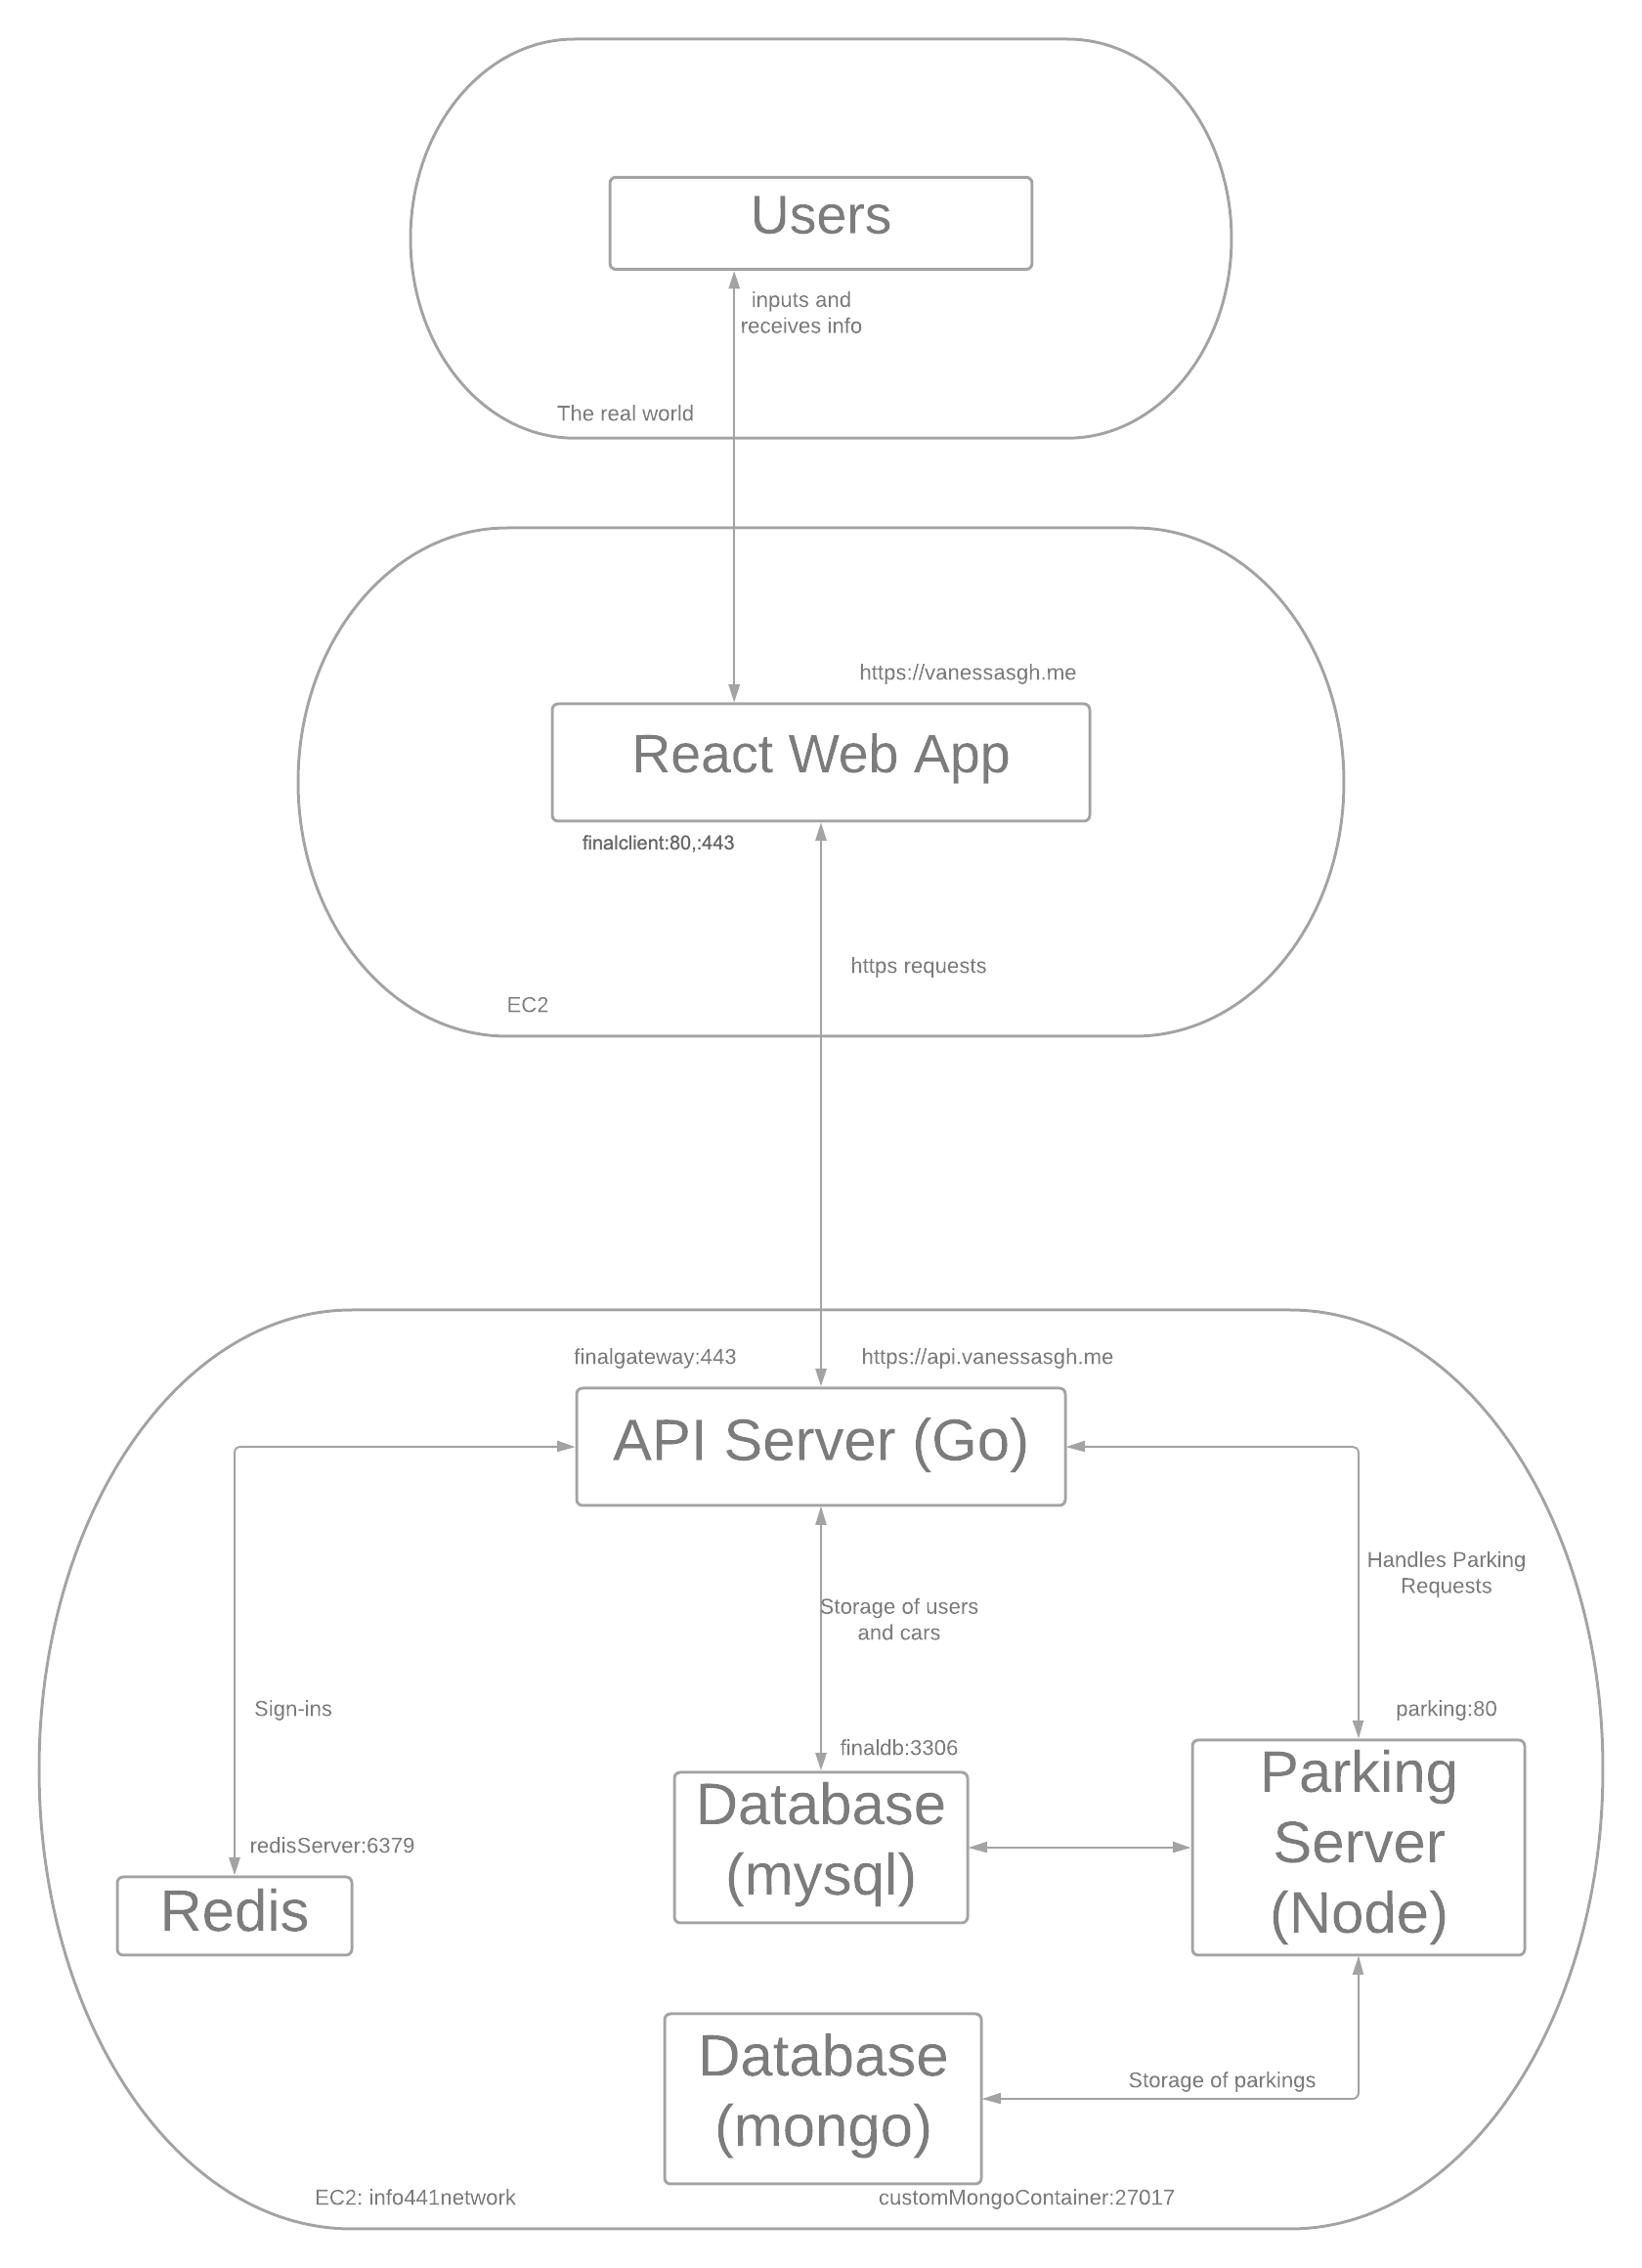 Users
inputs and
receives info
The real world
https://vanessasgh.me
React Web App
finalclient:80,:443
https requests
EC2
finalgateway:443
https://api.vanessasgh.me
API Server (Go)
Handles Parking
Requests
Storage of users
and cars
Sign-ins
parking:80
finaldb:3306
Database
(mysql)
Parking
Server
(Node)
redisServer:6379
Redis
Database
(mongo)
Storage of parkings
EC2: info441network
customMongoContainer:27017